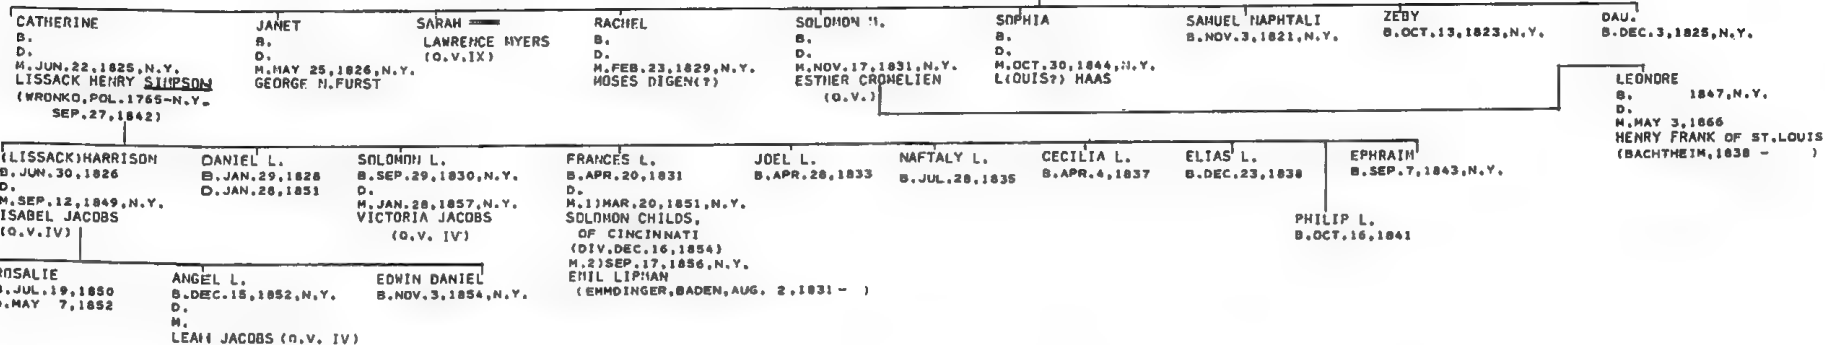 CATHERINE
B.
D.
M.JUN.22,1825,N.Y.
LISSACK HENRY SIMPSON
(WRONKO,POL.1765-N.Y.
SEP.27,1842)
JANET
B.
D.
M.MAY 25,1826,N.Y.
GEORGE N.FURST
SARAH
LAWRENCE MYERS
(Q.V.IX)
RACHEL
B.
D.
M.FEB.23,1829,N.Y.
MOSES DIGEN(?)
SOLOMON M.
B.
D.
M.NOV.17,1831,N.Y.
ESTHER CROMELIEN
(Q.V.)
SOPHIA
B.
D.
M.OCT.30,1844,N.Y.
L(OUIS?) HAAS
SAMUEL NAPHTALI
B.NOV.3,1821,N.Y.
ZEBY
B.OCT.13,1823,N.Y.
DAU.
B.DEC.3,1825,N.Y.
LEONORE
B. 1847,N.Y.
D.
M.MAY 3,1866
HENRY FRANK OF ST.LOUIS
(BACHTHEIM,1838 - )
(LISSACK)HARRISON
B.JUN.30,1826
D.
M.SEP.12,1849,N.Y.
ISABEL JACOBS
(Q.V.IV)
DANIEL L.
B.JAN.29,1828
D.JAN.28,1851
SOLOMON L.
B.SEP.29,1830,N.Y.
D.
M.JAN.28,1857,N.Y.
VICTORIA JACOBS
(Q.V. IV)
FRANCES L.
B.APR.20,1831
D.
M.1)MAR.20,1851,N.Y.
SOLOMON CHILDS,
OF CINCINNATI
(DIV.DEC.16,1854)
M.2)SEP.17,1856,N.Y.
EMIL LIPMAN
(EMMDINGER,BADEN,AUG. 2,1831 - )
JOEL L.
B.APR.28,1833
NAFTALY L.
B.JUL.28,1835
CECILIA L.
B.APR.4,1837
ELIAS L.
B.DEC.23,1838
PHILIP L.
B.OCT.16,1841
EPHRAIM
B.SEP.7,1843,N.Y.
ROSALIE
B.JUL.19,1850
D.MAY 7,1852
ANGEL L.
B.DEC.15,1852,N.Y.
D.
M.
LEAH JACOBS (Q.V. IV)
EDWIN DANIEL
B.NOV.3,1854,N.Y.